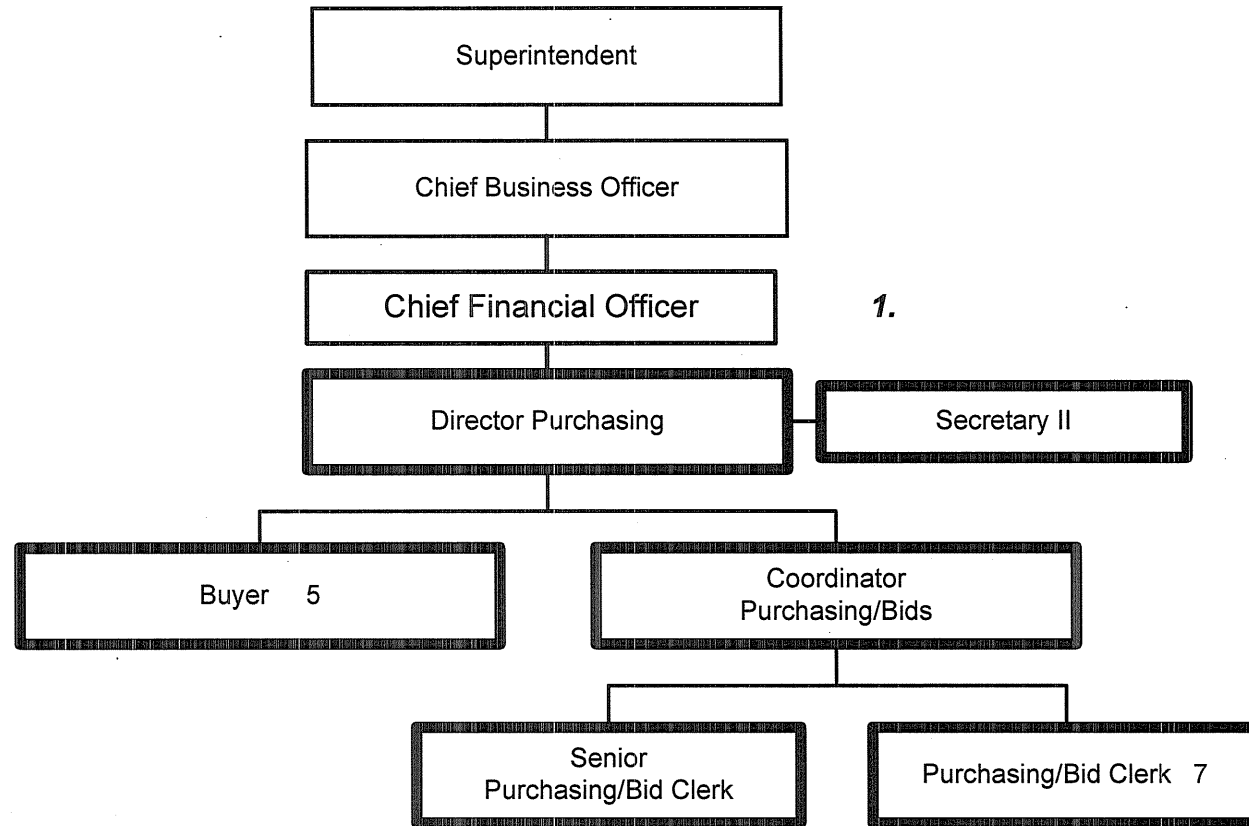 Superintendent
Chief Business Officer
Chief Financial Officer
1.
Director Purchasing
Secretary II
Buyer 5
Coordinator
Purchasing/Bids
Senior
Purchasing/Bid Clerk
Purchasing/Bid Clerk 7